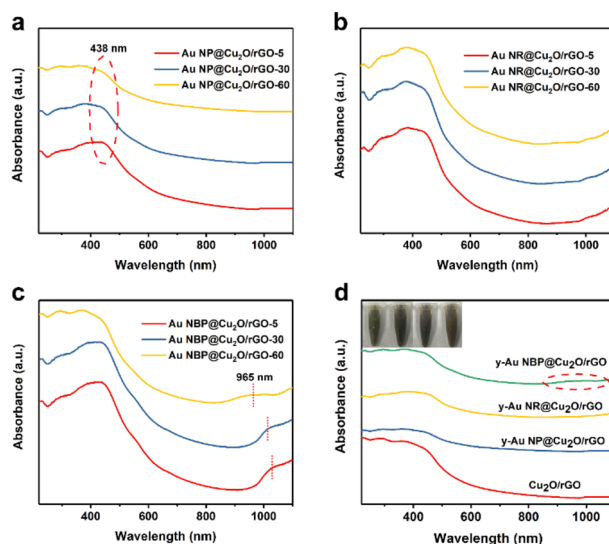 a
438 nm
Au NP@Cu₂O/rGO-5
Au NP@Cu₂O/rGO-30
Au NP@Cu₂O/rGO-60
Absorbance (a.u.)
400 600 800 1000
Wavelength (nm)
b
Au NR@Cu₂O/rGO-5
Au NR@Cu₂O/rGO-30
Au NR@Cu₂O/rGO-60
Absorbance (a.u.)
400 600 800 1000
Wavelength (nm)
c
Au NBP@Cu₂O/rGO-5
Au NBP@Cu₂O/rGO-30
Au NBP@Cu₂O/rGO-60
965 nm
Absorbance (a.u.)
400 600 800 1000
Wavelength (nm)
d
y-Au NBP@Cu₂O/rGO
y-Au NR@Cu₂O/rGO
y-Au NP@Cu₂O/rGO
Cu₂O/rGO
Absorbance (a.u.)
400 600 800 1000
Wavelength (nm)